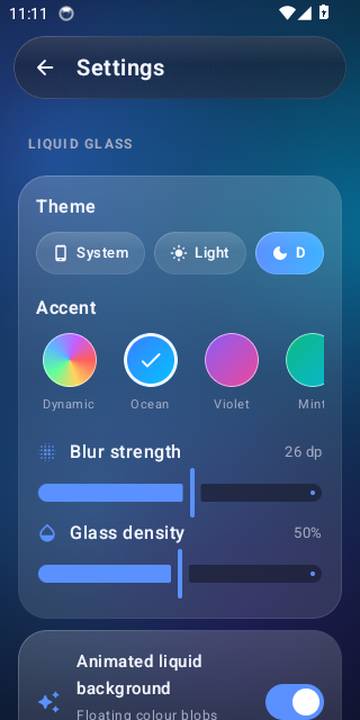 11:11
Settings
LIQUID GLASS
Theme
System Light D
Accent
Dynamic Ocean Violet Mint
Blur strength 26 dp
Glass density 50%
Animated liquid
background
Floating colour blobs